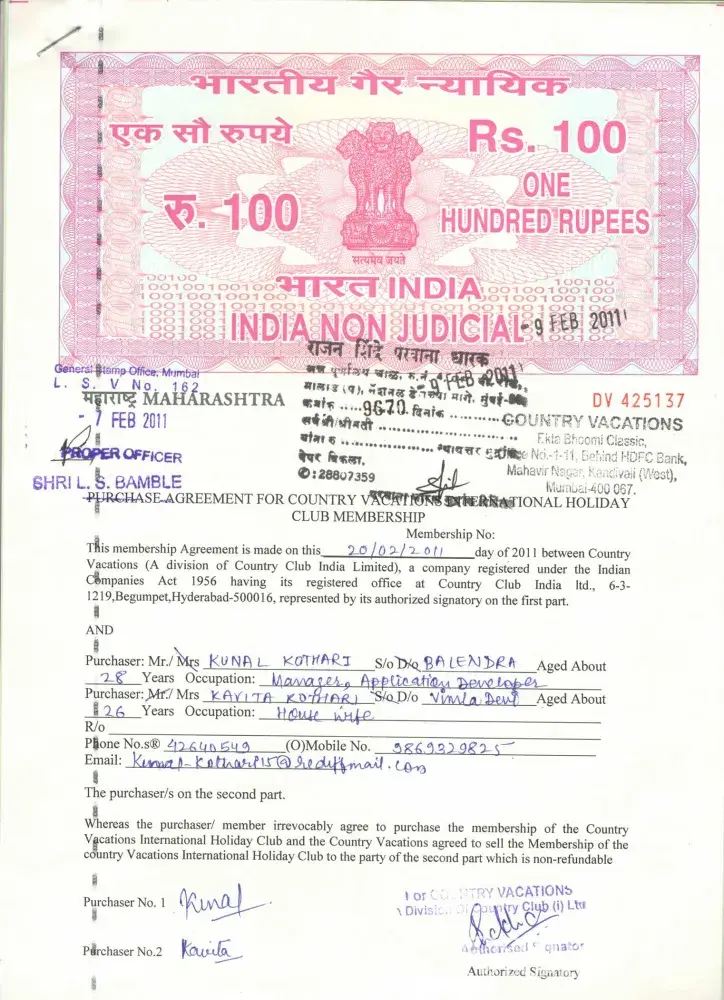 भारतीय गैर न्यायिक
एक सौ रुपये
Rs. 100
रु. 100
ONE
HUNDRED RUPEES
सत्यमेव जयते
भारत INDIA
INDIA NON JUDICIAL
- 9 FEB 2011
राजन शिंदे परवाना धारक
General Stamp Office, Mumbai
L. S. V No. 162
महाराष्ट्र MAHARASHTRA
- 7 FEB 2011
PROPER OFFICER
SHRI L. S. BAMBLE
- 9 FEB 2011
क्रमांक ..... 9670. दिनांक
पेपर विकला.
✆: 28807359
DV 425137
COUNTRY VACATIONS
Ekta Bhoomi Classic,
No.-1-11, Behind HDFC Bank,
Mahavir Nagar, Kandivali (West),
Mumbai-400 067.
PURCHASE AGREEMENT FOR COUNTRY VACATIONS INTERNATIONAL HOLIDAY
CLUB MEMBERSHIP
Membership No:
This membership Agreement is made on this 20/02/2011 day of 2011 between Country
Vacations (A division of Country Club India Limited), a company registered under the Indian
Companies Act 1956 having its registered office at Country Club India ltd., 6-3-
1219,Begumpet,Hyderabad-500016, represented by its authorized signatory on the first part.
AND
Purchaser: Mr./ Mrs KUNAL KOTHARI S/o D/o BALENDRA Aged About
28 Years Occupation: Manager, Application Developer
Purchaser: Mr./ Mrs KAVITA KOTHARI S/o D/o Vimla Devi Aged About
26 Years Occupation: House wife
R/o
Phone No.s® 42640549 (O)Mobile No. 9869329825
Email: Kunal-Kothari15@rediffmail.com
The purchaser/s on the second part.
Whereas the purchaser/ member irrevocably agree to purchase the membership of the Country
Vacations International Holiday Club and the Country Vacations agreed to sell the Membership of the
country Vacations International Holiday Club to the party of the second part which is non-refundable
Purchaser No. 1 Kunal
For COUNTRY VACATIONS
A Division Of Country Club (i) Ltd
Authorised Signatory
Purchaser No.2 Kavita
Authorized Signatory